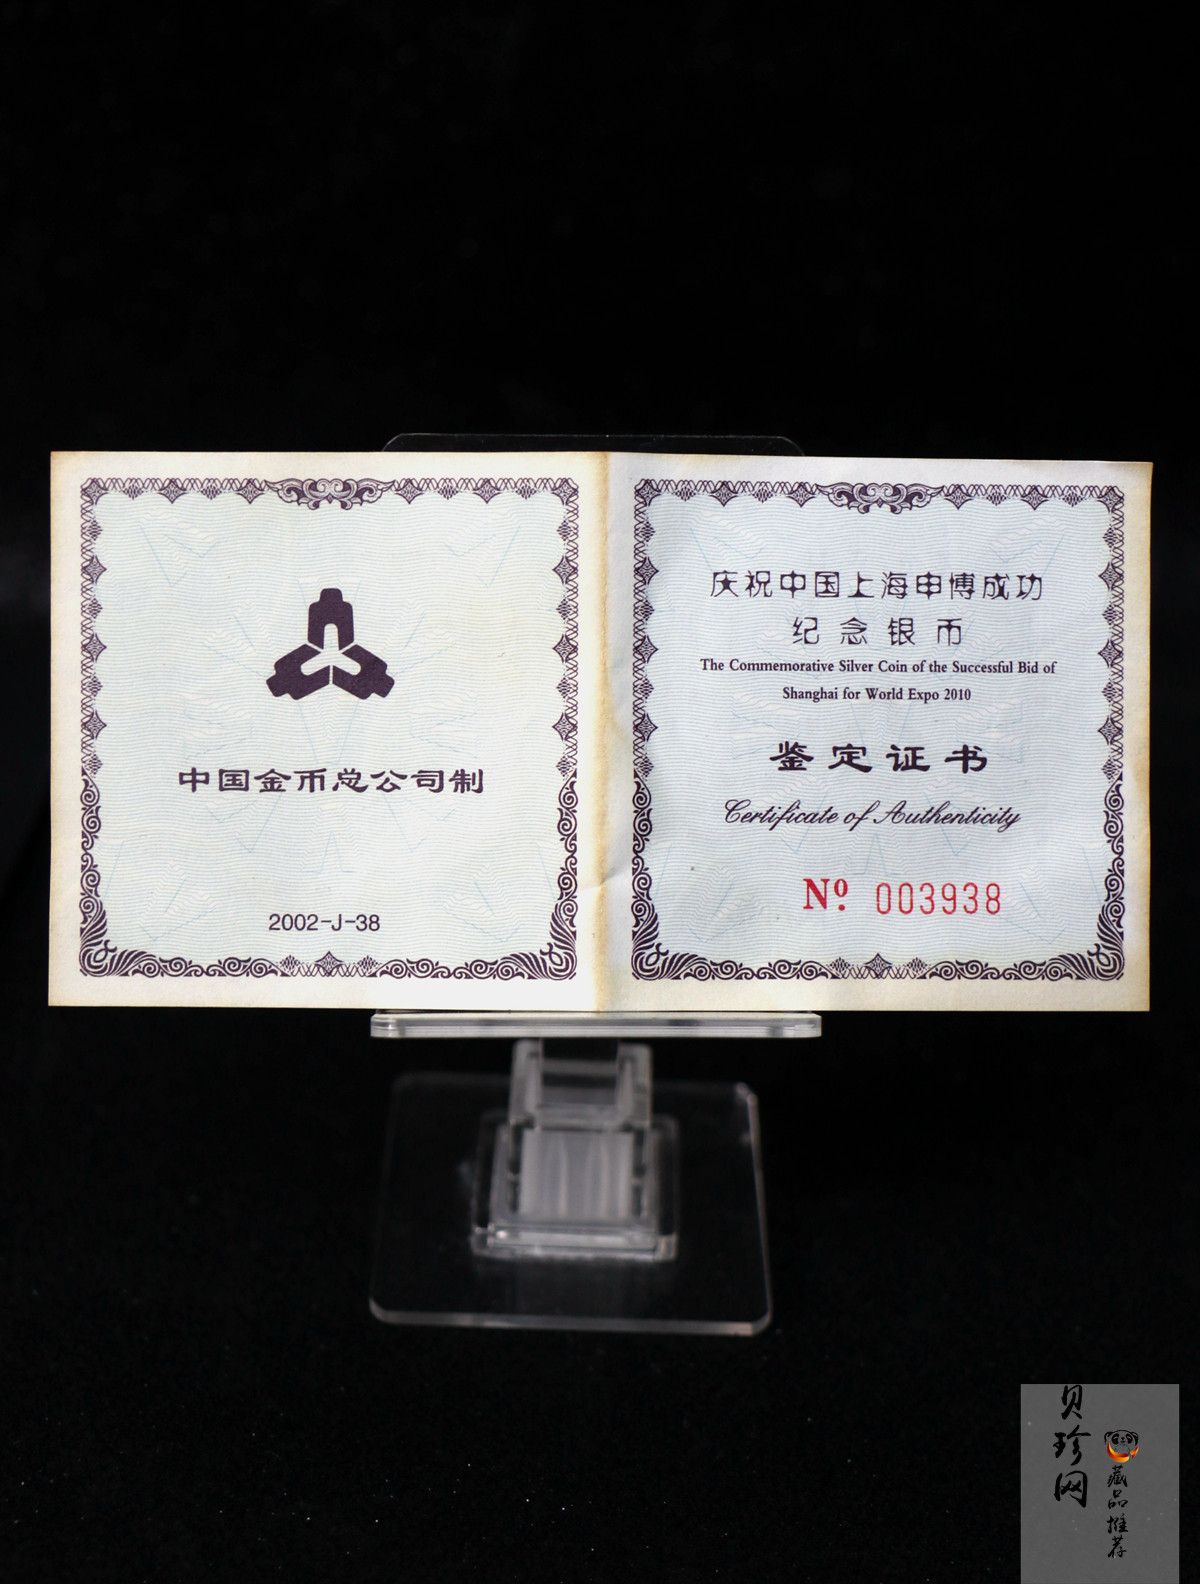 中国金币总公司制
2002-J-38
庆祝中国上海申博成功
纪念银币
The Commemorative Silver Coin of the Successful Bid of
Shanghai for World Expo 2010
鉴定证书
Certificate of Authenticity
Nº. 003938
贝珍网
藏品推荐